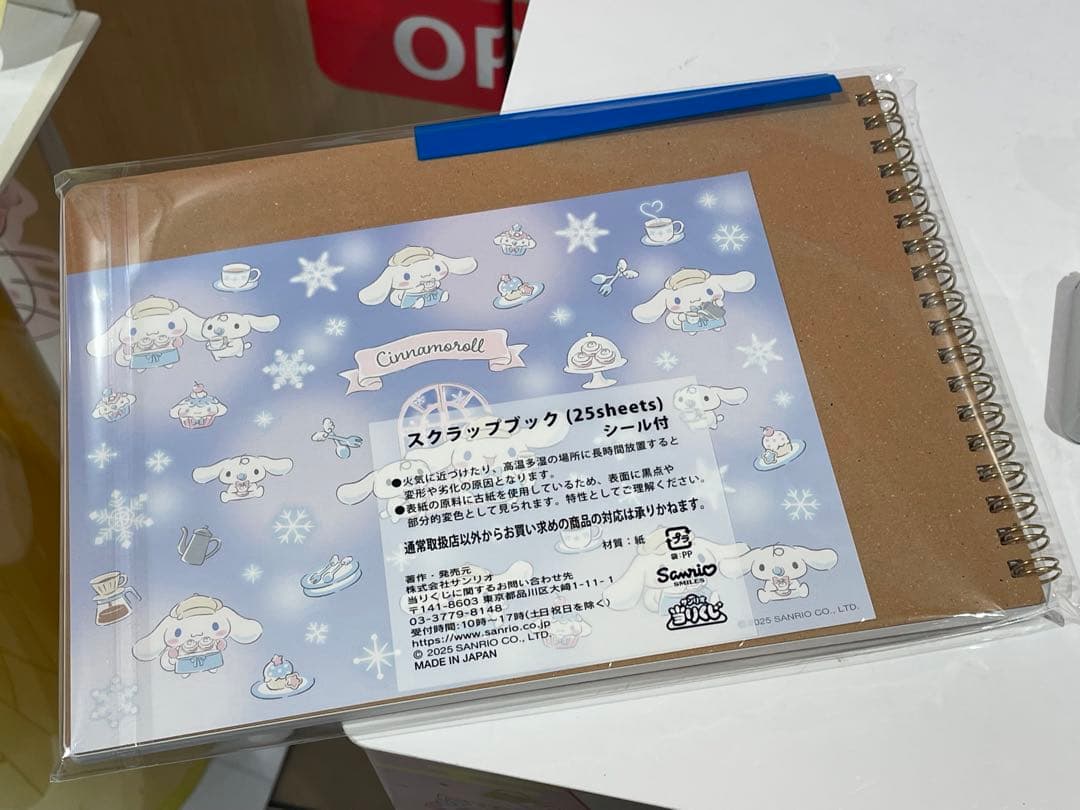 OP
Cinnamoroll
スクラップブック (25sheets)
シール付
●火気に近づけたり、高温多湿の場所に長時間放置すると
変形や劣化の原因となります。
●表紙の原料に古紙を使用しているため、表面に黒点や
部分的変色として見られます。特性としてご理解ください。
通常取扱店以外からお買い求めの商品の対応は承りかねます。
材質：紙
プラ
袋：PP
著作・発売元
株式会社サンリオ
当りくじに関するお問い合わせ先
〒141-8603 東京都品川区大崎1-11-1
03-3779-8148
受付時間：10時～17時(土日祝日を除く)
https://www.sanrio.co.jp
© 2025 SANRIO CO., LTD.
MADE IN JAPAN
Sanrio
SMILES
サンリオ
当りくじ
© 2025 SANRIO CO., LTD.